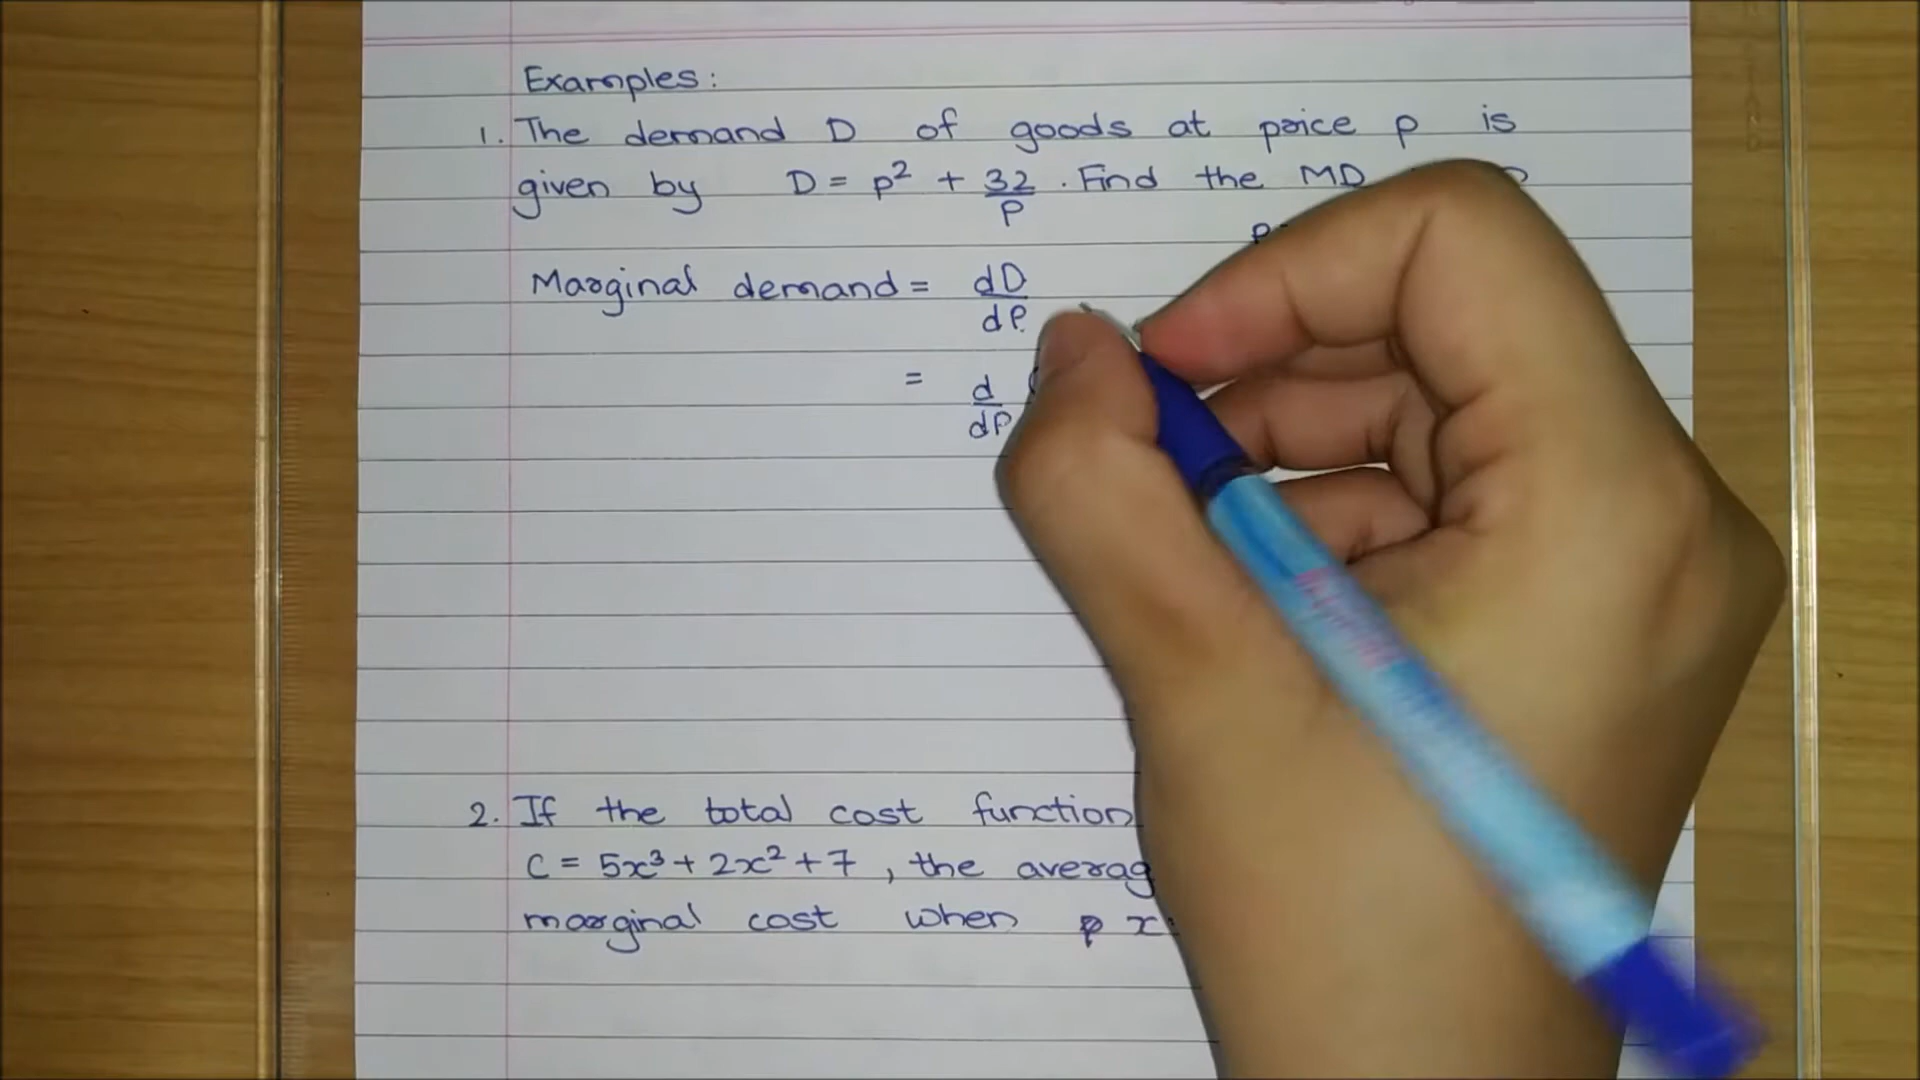 Examples:
1. The demand D of goods at price p is
given by D = p² + 32/P . Find the MD
Marginal demand = dD/dP
= d/dP (
2. If the total cost function
C = 5x³ + 2x² + 7 , the averag
marginal cost when x